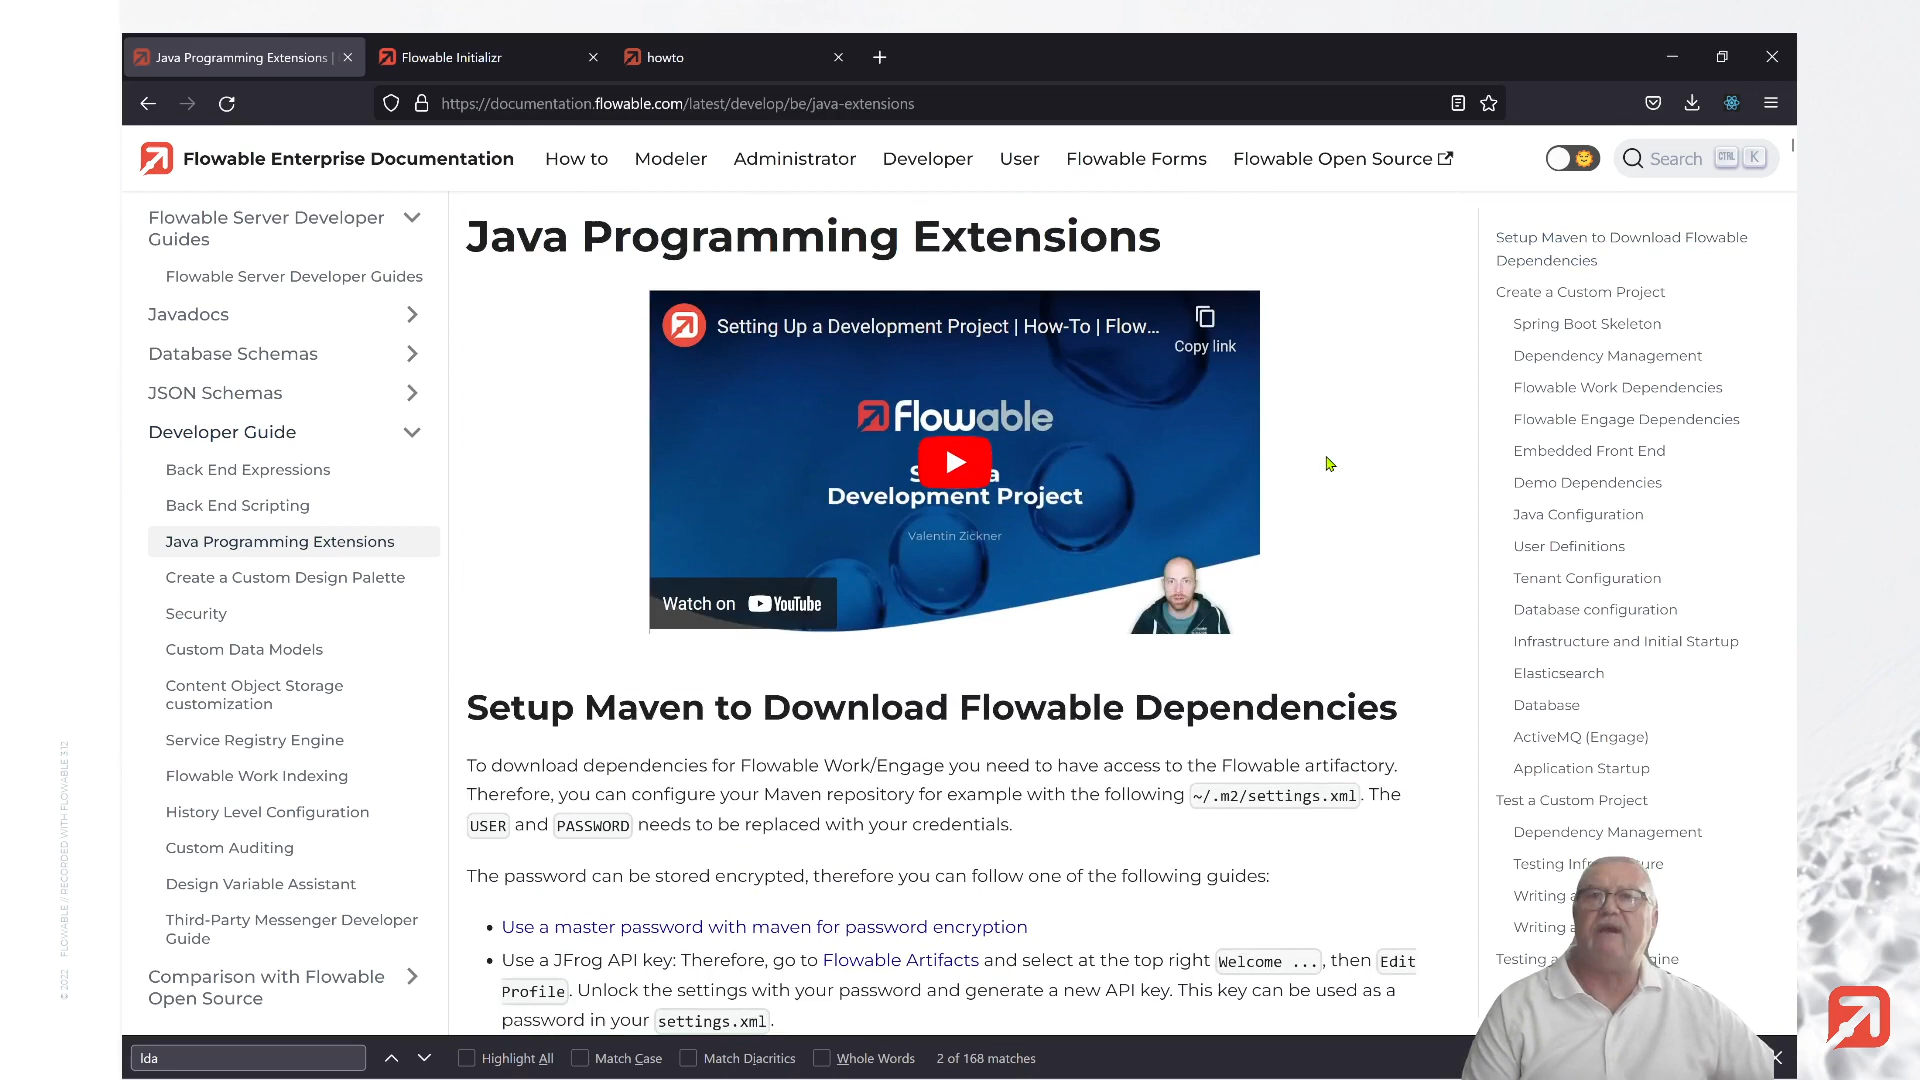 Java Programming Extensions |
Flowable Initializr
howto
https://documentation.flowable.com/latest/develop/be/java-extensions
Flowable Enterprise Documentation
How to
Modeler
Administrator
Developer
User
Flowable Forms
Flowable Open Source
Search
CTRL
K
Flowable Server Developer
Guides
Flowable Server Developer Guides
Javadocs
Database Schemas
JSON Schemas
Developer Guide
Back End Expressions
Back End Scripting
Java Programming Extensions
Create a Custom Design Palette
Security
Custom Data Models
Content Object Storage
customization
Service Registry Engine
Flowable Work Indexing
History Level Configuration
Custom Auditing
Design Variable Assistant
Third-Party Messenger Developer
Guide
Comparison with Flowable
Open Source
Java Programming Extensions
Setting Up a Development Project | How-To | Flow...
Copy link
Flowable
Development Project
Valentin Zickner
Watch on YouTube
Setup Maven to Download Flowable Dependencies
To download dependencies for Flowable Work/Engage you need to have access to the Flowable artifactory.
Therefore, you can configure your Maven repository for example with the following ~/.m2/settings.xml. The
USER and PASSWORD needs to be replaced with your credentials.
The password can be stored encrypted, therefore you can follow one of the following guides:
• Use a master password with maven for password encryption
• Use a JFrog API key: Therefore, go to Flowable Artifacts and select at the top right Welcome ..., then Edit
Profile. Unlock the settings with your password and generate a new API key. This key can be used as a
password in your settings.xml.
Setup Maven to Download Flowable
Dependencies
Create a Custom Project
Spring Boot Skeleton
Dependency Management
Flowable Work Dependencies
Flowable Engage Dependencies
Embedded Front End
Demo Dependencies
Java Configuration
User Definitions
Tenant Configuration
Database configuration
Infrastructure and Initial Startup
Elasticsearch
Database
ActiveMQ (Engage)
Application Startup
Test a Custom Project
Dependency Management
Testing
Writing
Writing
Testing
lda
Highlight All
Match Case
Match Diacritics
Whole Words
2 of 168 matches
© 2022 FLOWABLE // RECORDED WITH FLOWABLE 3.12